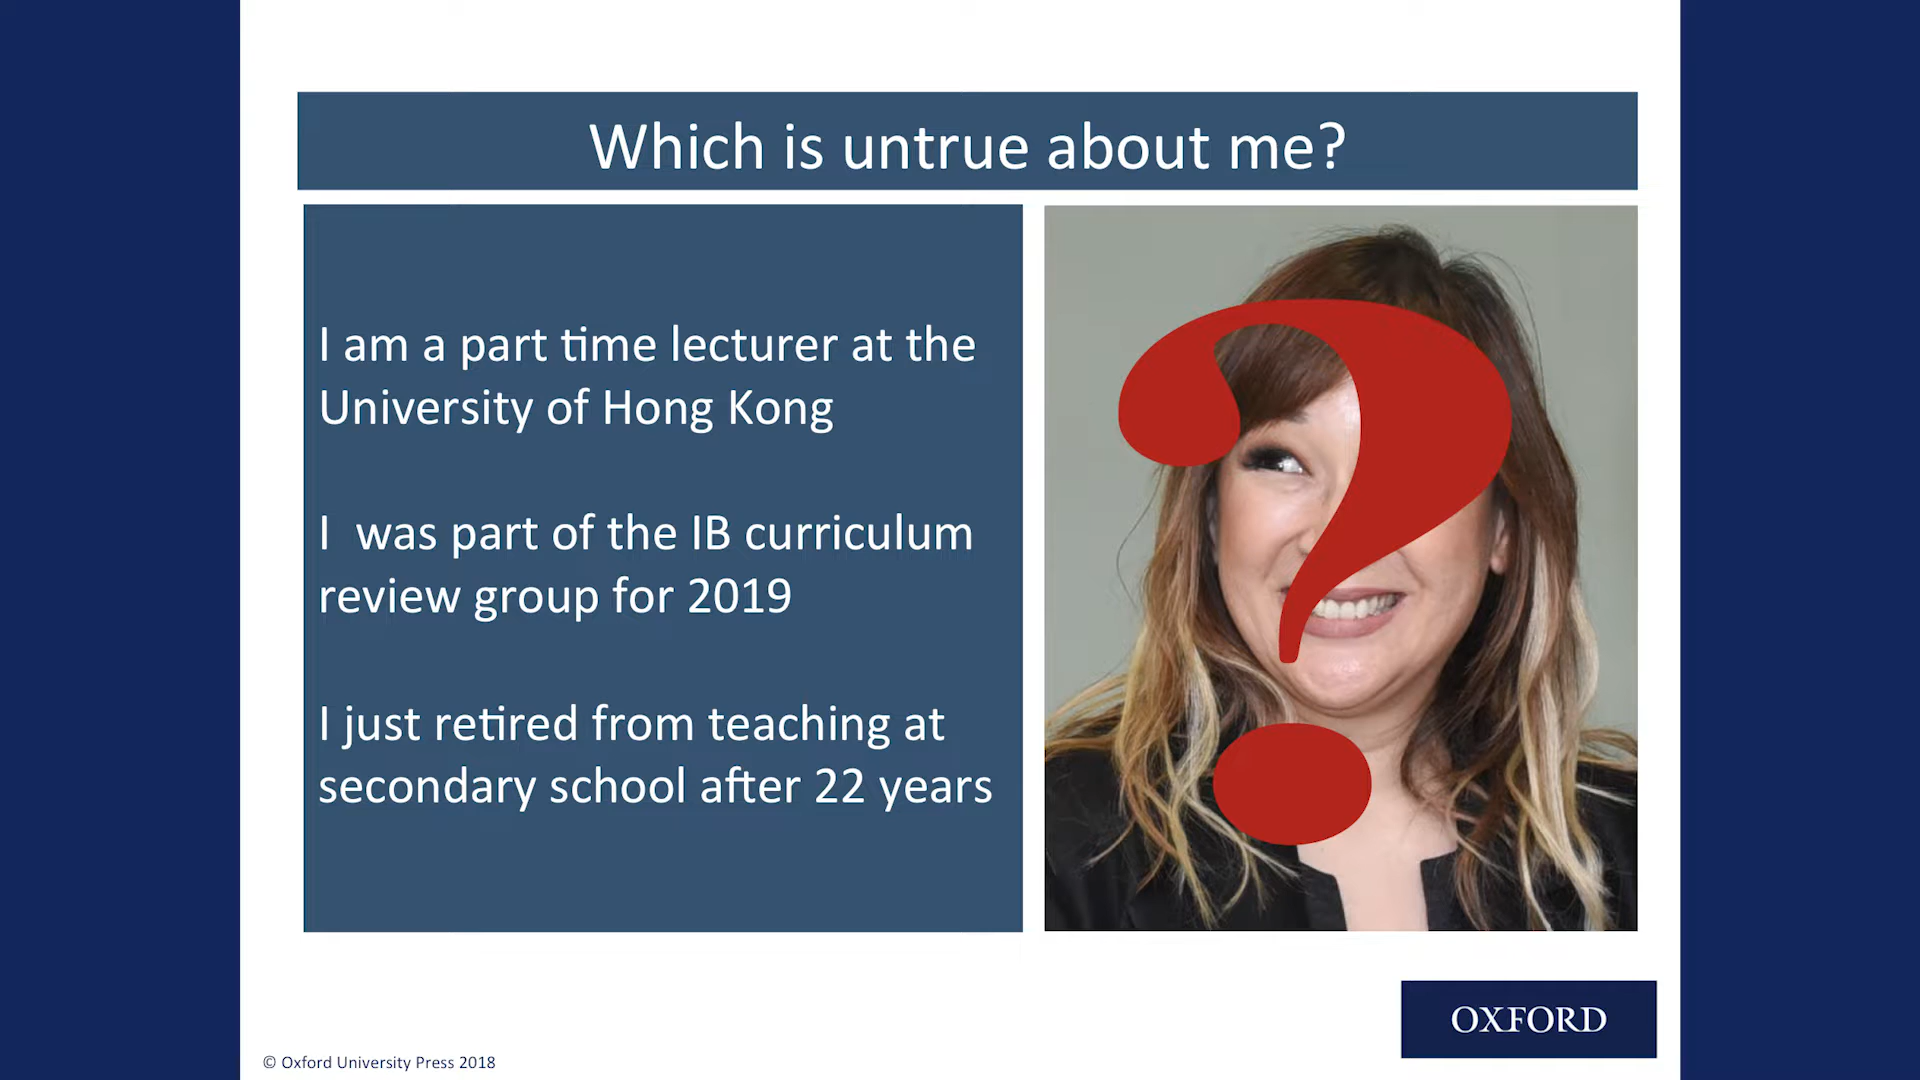 Which is untrue about me?
I am a part time lecturer at the
University of Hong Kong
I  was part of the IB curriculum
review group for 2019
I just retired from teaching at
secondary school after 22 years
?
OXFORD
© Oxford University Press 2018